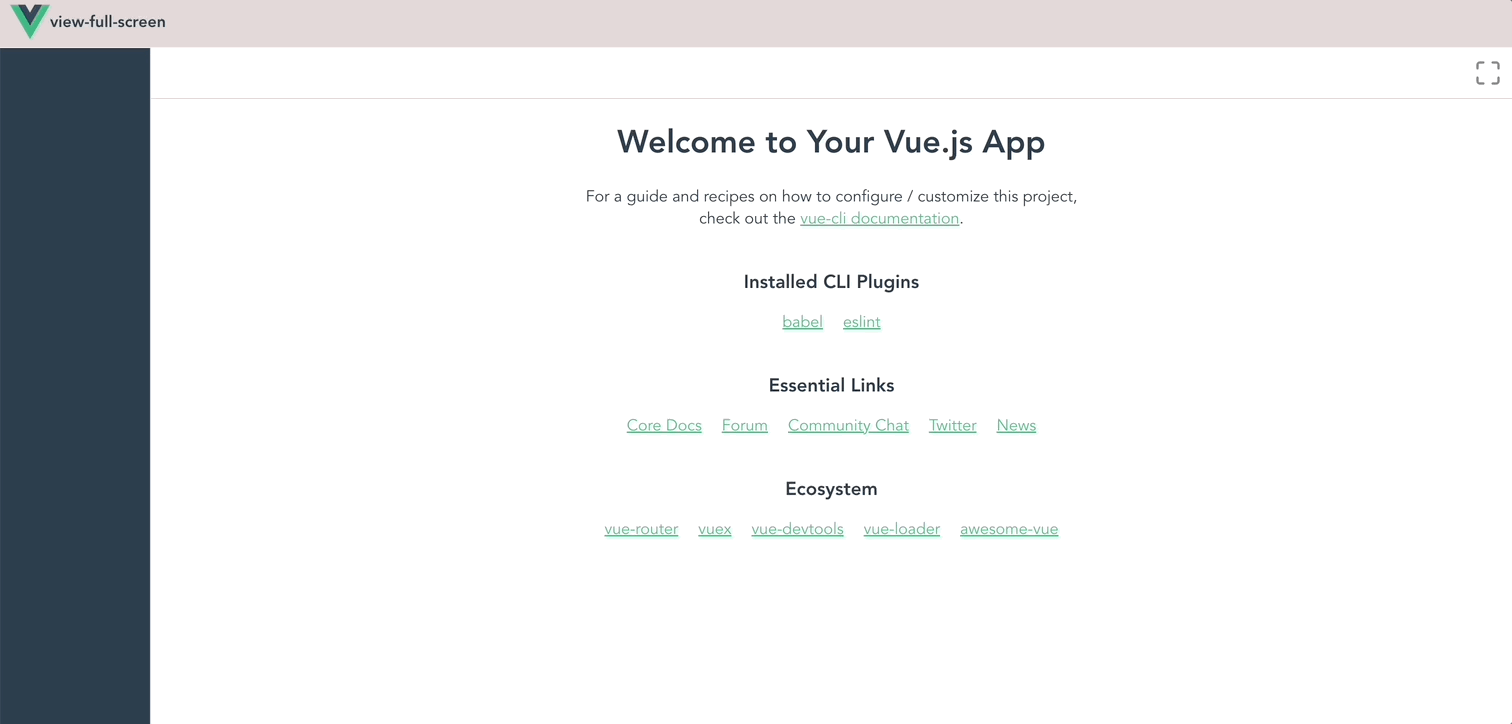 view-full-screen
Welcome to Your Vue.js App
For a guide and recipes on how to configure / customize this project,
check out the vue-cli documentation.
Installed CLI Plugins
babel eslint
Essential Links
Core Docs Forum Community Chat Twitter News
Ecosystem
vue-router vuex vue-devtools vue-loader awesome-vue